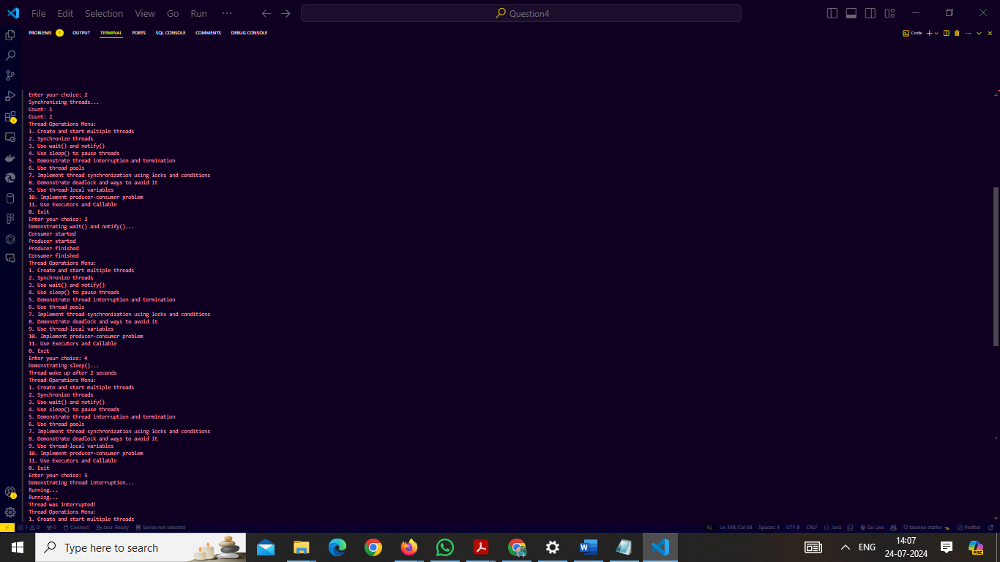 File Edit Selection View Go Run ··· Question4
PROBLEMS 1 OUTPUT TERMINAL PORTS SQL CONSOLE COMMENTS DEBUG CONSOLE Code
Enter your choice: 2
Synchronizing threads...
Count: 1
Count: 2
Thread Operations Menu:
1. Create and start multiple threads
2. Synchronize threads
3. Use wait() and notify()
4. Use sleep() to pause threads
5. Demonstrate thread interruption and termination
6. Use thread pools
7. Implement thread synchronization using locks and conditions
8. Demonstrate deadlock and ways to avoid it
9. Use thread-local variables
10. Implement producer-consumer problem
11. Use Executors and Callable
0. Exit
Enter your choice: 3
Demonstrating wait() and notify()...
Consumer started
Producer started
Producer finished
Consumer finished
Thread Operations Menu:
1. Create and start multiple threads
2. Synchronize threads
3. Use wait() and notify()
4. Use sleep() to pause threads
5. Demonstrate thread interruption and termination
6. Use thread pools
7. Implement thread synchronization using locks and conditions
8. Demonstrate deadlock and ways to avoid it
9. Use thread-local variables
10. Implement producer-consumer problem
11. Use Executors and Callable
0. Exit
Enter your choice: 4
Demonstrating sleep()...
Thread woke up after 2 seconds
Thread Operations Menu:
1. Create and start multiple threads
2. Synchronize threads
3. Use wait() and notify()
4. Use sleep() to pause threads
5. Demonstrate thread interruption and termination
6. Use thread pools
7. Implement thread synchronization using locks and conditions
8. Demonstrate deadlock and ways to avoid it
9. Use thread-local variables
10. Implement producer-consumer problem
11. Use Executors and Callable
0. Exit
Enter your choice: 5
Demonstrating thread interruption...
Running...
Running...
Thread was interrupted!
Thread Operations Menu:
1. Create and start multiple threads
1 0 0 Connect Java: Ready Server not selected Ln 348, Col 58 Spaces: 4 UTF-8 CRLF {} Java Go Live tabnine starter Prettier
Type here to search ENG 14:07
24-07-2024
PRE